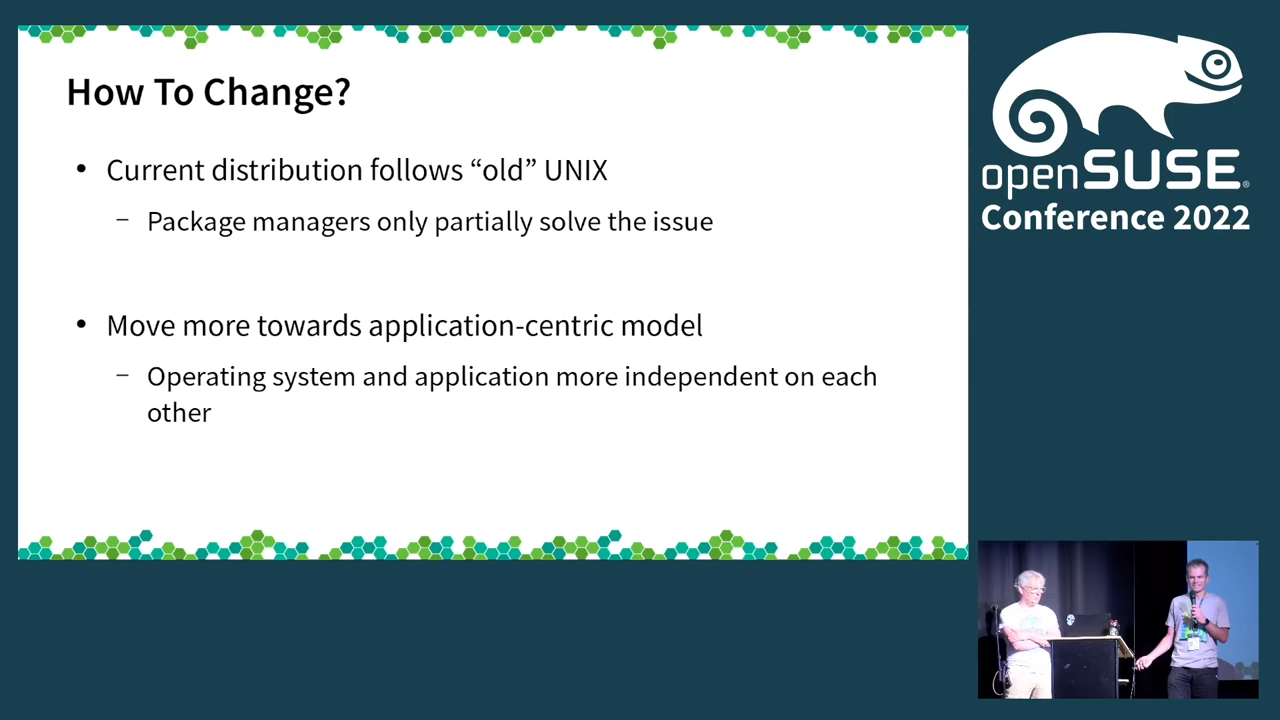 How To Change?
• Current distribution follows “old” UNIX
– Package managers only partially solve the issue
• Move more towards application-centric model
– Operating system and application more independent on each
other
openSUSE®
Conference 2022